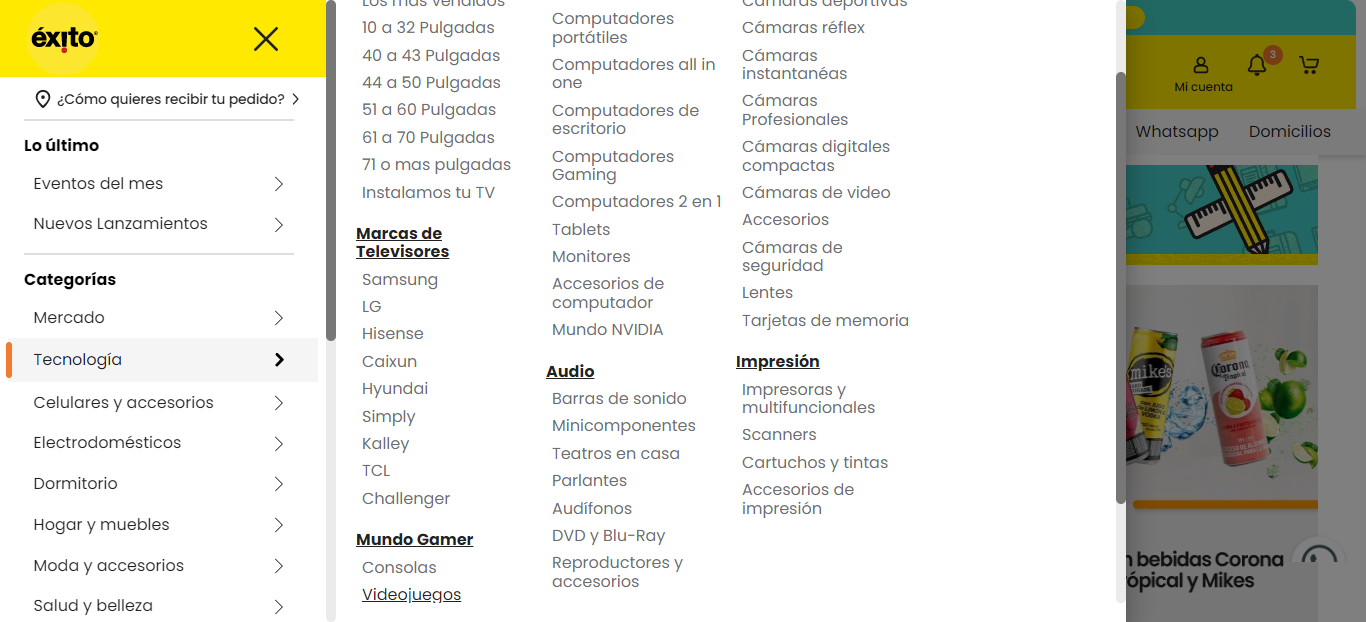 éxito
¿Cómo quieres recibir tu pedido?
Lo último
Eventos del mes
Nuevos Lanzamientos
Categorías
Mercado
Tecnología
Celulares y accesorios
Electrodomésticos
Dormitorio
Hogar y muebles
Moda y accesorios
Salud y belleza
Los más vendidos
10 a 32 Pulgadas
40 a 43 Pulgadas
44 a 50 Pulgadas
51 a 60 Pulgadas
61 a 70 Pulgadas
71 o mas pulgadas
Instalamos tu TV
Marcas de
Televisores
Samsung
LG
Hisense
Caixun
Hyundai
Simply
Kalley
TCL
Challenger
Mundo Gamer
Consolas
Videojuegos
Computadores
portátiles
Computadores all in
one
Computadores de
escritorio
Computadores
Gaming
Computadores 2 en 1
Tablets
Monitores
Accesorios de
computador
Mundo NVIDIA
Audio
Barras de sonido
Minicomponentes
Teatros en casa
Parlantes
Audífonos
DVD y Blu-Ray
Reproductores y
accesorios
Cámaras deportivas
Cámaras réflex
Cámaras
instantaneás
Cámaras
Profesionales
Cámaras digitales
compactas
Cámaras de video
Accesorios
Cámaras de
seguridad
Lentes
Tarjetas de memoria
Impresión
Impresoras y
multifuncionales
Scanners
Cartuchos y tintas
Accesorios de
impresión
3
Mi cuenta
Whatsapp
Domicilios
mike's
Corona
Tropical
n bebidas Corona
rópical y Mikes